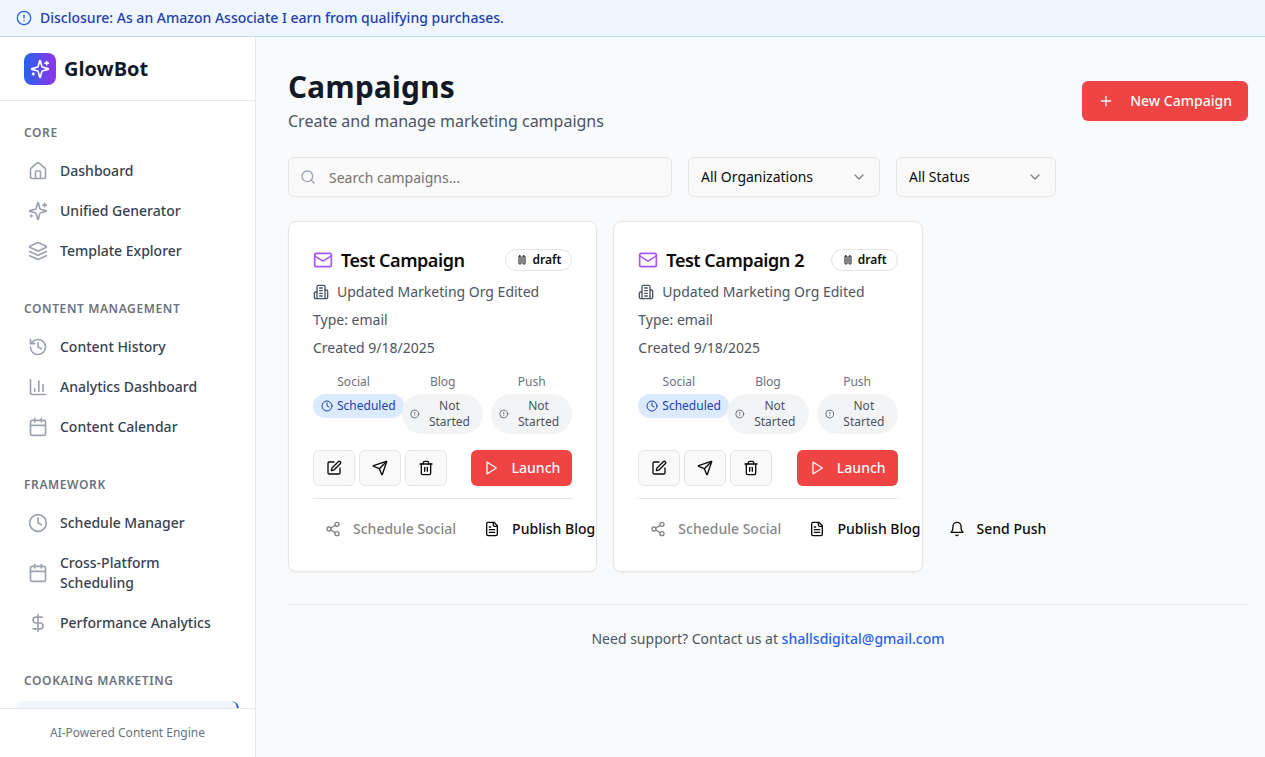 Disclosure: As an Amazon Associate I earn from qualifying purchases.
GlowBot
CORE
Dashboard
Unified Generator
Template Explorer
CONTENT MANAGEMENT
Content History
Analytics Dashboard
Content Calendar
FRAMEWORK
Schedule Manager
Cross-Platform
Scheduling
Performance Analytics
COOKAING MARKETING
AI-Powered Content Engine
Campaigns
Create and manage marketing campaigns
New Campaign
Search campaigns...
All Organizations
All Status
Test Campaign
draft
Updated Marketing Org Edited
Type: email
Created 9/18/2025
Social Blog Push
Scheduled
Not
Started
Not
Started
Launch
Schedule Social
Publish Blog
Test Campaign 2
draft
Updated Marketing Org Edited
Type: email
Created 9/18/2025
Social Blog Push
Scheduled
Not
Started
Not
Started
Launch
Schedule Social
Publish Blog
Send Push
Need support? Contact us at shallsdigital@gmail.com